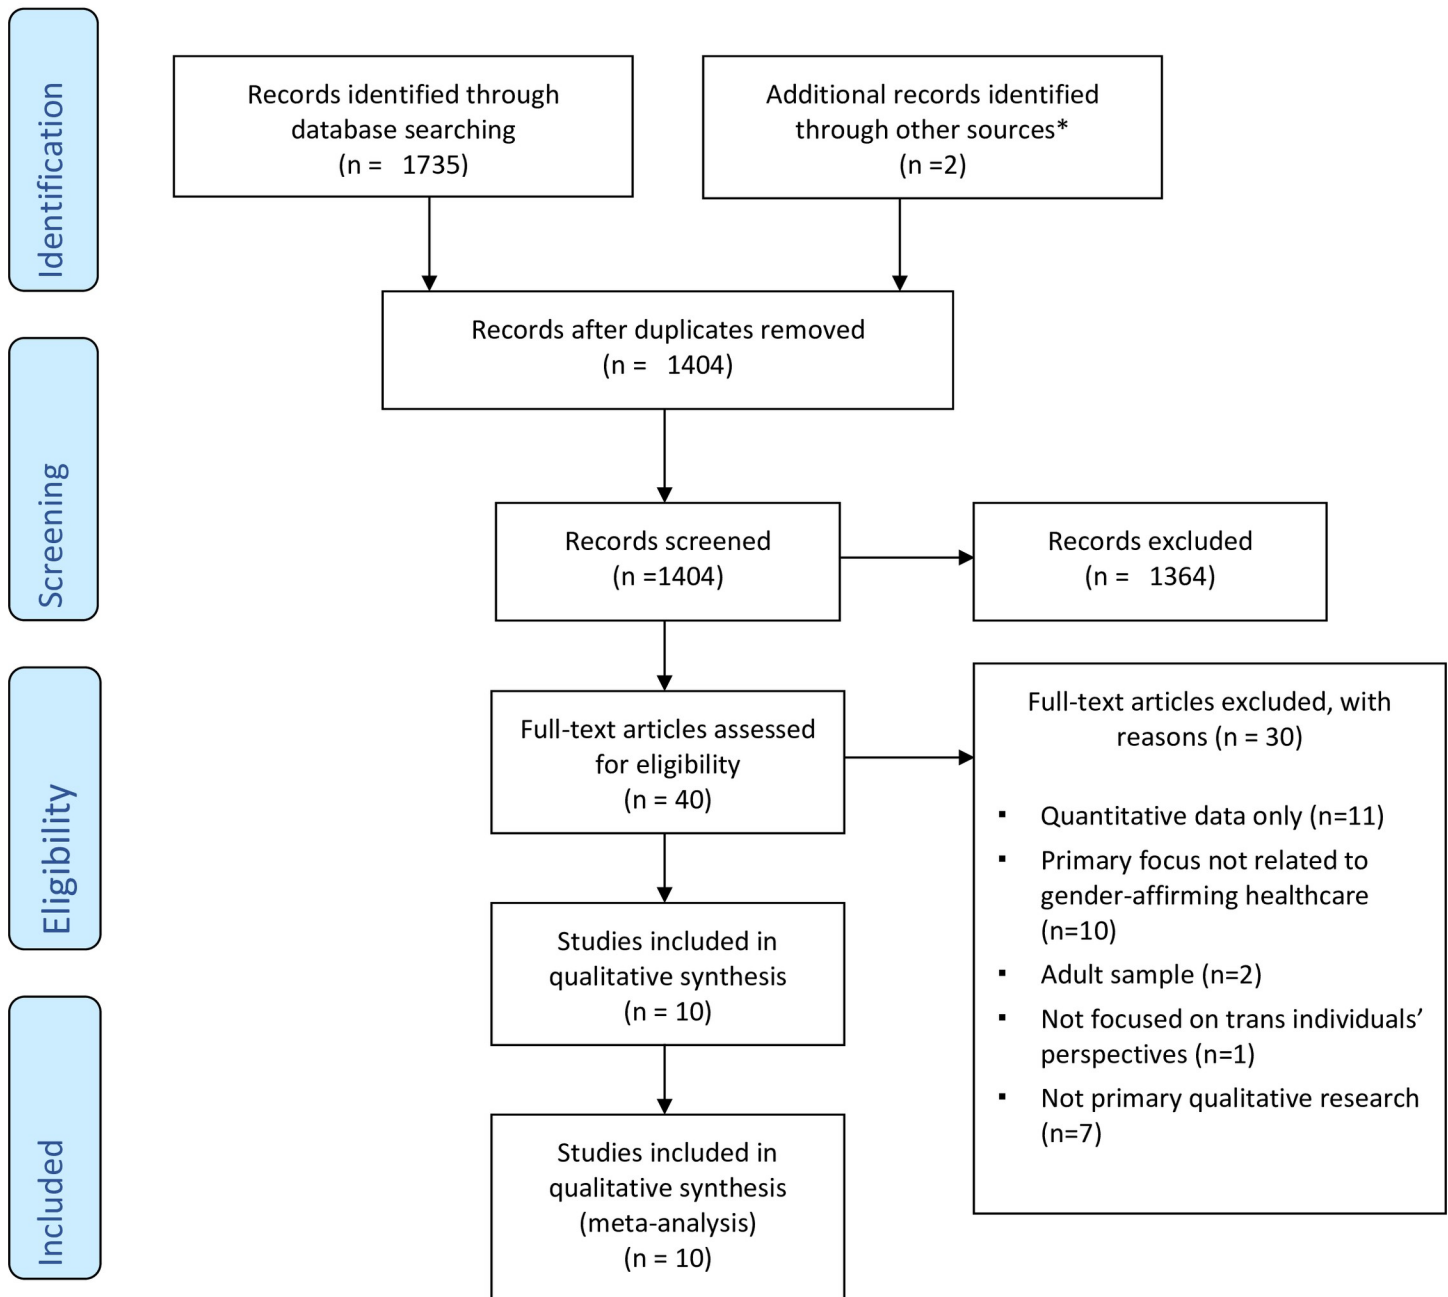 Identification
Records identified through
database searching
(n =   1735)
Additional records identified
through other sources*
(n =2)
Records after duplicates removed
(n =   1404)
Screening
Records screened
(n =1404)
Records excluded
(n =   1364)
Eligibility
Full-text articles assessed
for eligibility
(n = 40)
Full-text articles excluded, with
reasons (n = 30)
▪ Quantitative data only (n=11)
▪ Primary focus not related to
gender-affirming healthcare
(n=10)
▪ Adult sample (n=2)
▪ Not focused on trans individuals’
perspectives (n=1)
▪ Not primary qualitative research
(n=7)
Studies included in
qualitative synthesis
(n = 10)
Included
Studies included in
qualitative synthesis
(meta-analysis)
(n = 10)